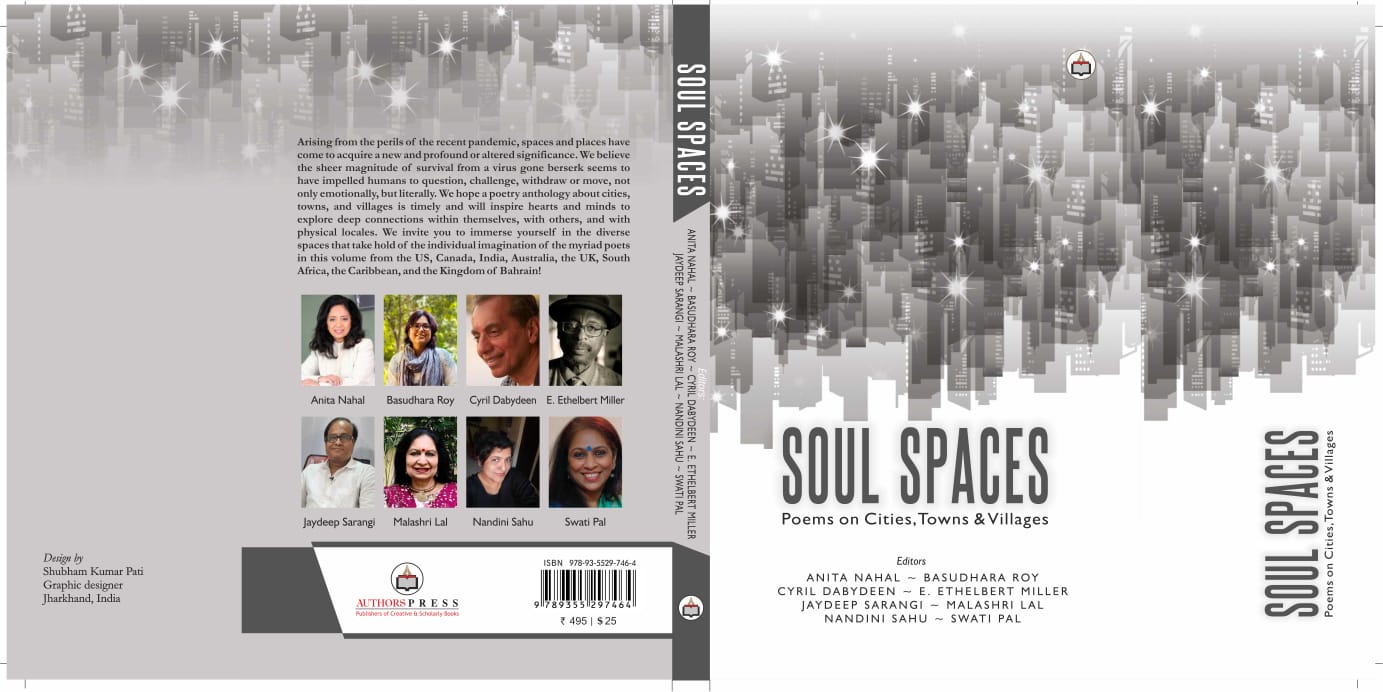 Arising from the perils of the recent pandemic, spaces and places have
come to acquire a new and profound or altered significance. We believe
the sheer magnitude of survival from a virus gone berserk seems to
have impelled humans to question, challenge, withdraw or move, not
only emotionally, but literally. We hope a poetry anthology about cities,
towns, and villages is timely and will inspire hearts and minds to
explore deep connections within themselves, with others, and with
physical locales. We invite you to immerse yourself in the diverse
spaces that take hold of the individual imagination of the myriad poets
in this volume from the US, Canada, India, Australia, the UK, South
Africa, the Caribbean, and the Kingdom of Bahrain!
Anita Nahal Basudhara Roy Cyril Dabydeen E. Ethelbert Miller
Jaydeep Sarangi Malashri Lal Nandini Sahu Swati Pal
Design by
Shubham Kumar Pati
Graphic designer
Jharkhand, India
AUTHORSPRESS
Publishers of Creative & Scholarly Books
ISBN 978-93-5529-746-4
9 789355 297464
₹ 495 | $ 25
SOUL SPACES
Editors:
ANITA NAHAL ~ BASUDHARA ROY ~ CYRIL DABYDEEN ~ E. ETHELBERT MILLER
JAYDEEP SARANGI ~ MALASHRI LAL ~ NANDINI SAHU ~ SWATI PAL
SOUL SPACES
Poems on Cities, Towns & Villages
Editors
ANITA NAHAL ~ BASUDHARA ROY
CYRIL DABYDEEN ~ E. ETHELBERT MILLER
JAYDEEP SARANGI ~ MALASHRI LAL
NANDINI SAHU ~ SWATI PAL
SOUL SPACES
Poems on Cities, Towns & Villages